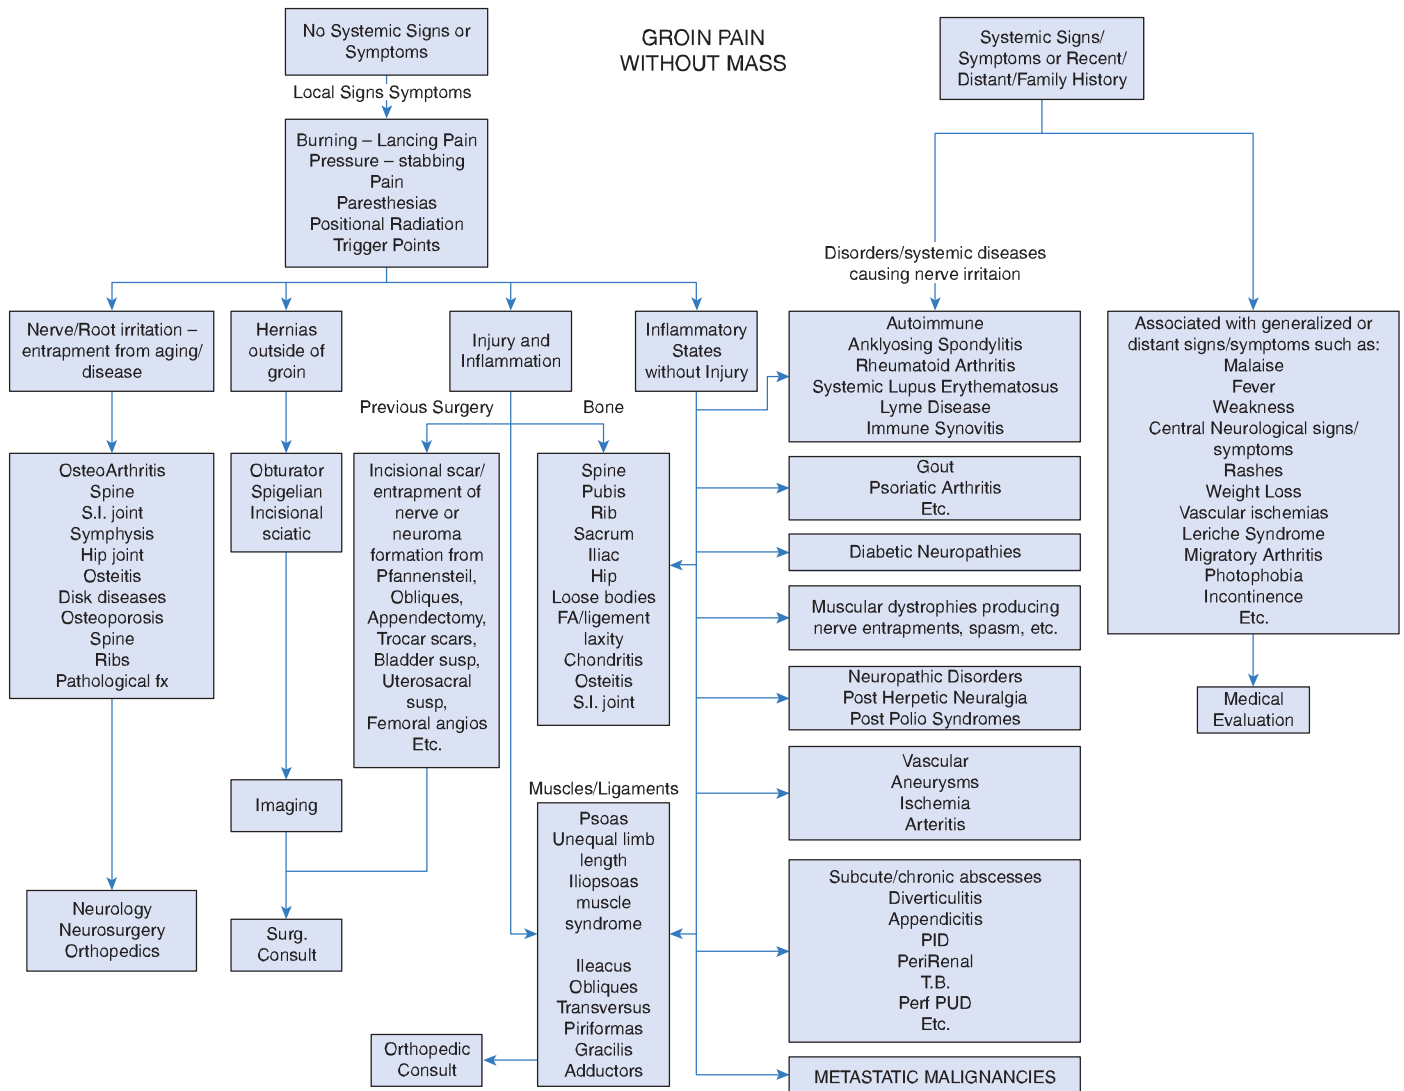 GROIN PAIN
WITHOUT MASS
No Systemic Signs or
Symptoms
Local Signs Symptoms
Burning – Lancing Pain
Pressure – stabbing
Pain
Paresthesias
Positional Radiation
Trigger Points
Nerve/Root irritation –
entrapment from aging/
disease
OsteoArthritis
Spine
S.I. joint
Symphysis
Hip joint
Osteitis
Disk diseases
Osteoporosis
Spine
Ribs
Pathological fx
Neurology
Neurosurgery
Orthopedics
Hernias
outside of
groin
Obturator
Spigelian
Incisional
sciatic
Imaging
Surg.
Consult
Injury and
Inflammation
Previous Surgery
Incisional scar/
entrapment of
nerve or
neuroma
formation from
Pfannensteil,
Obliques,
Appendectomy,
Trocar scars,
Bladder susp,
Uterosacral
susp,
Femoral angios
Etc.
Bone
Spine
Pubis
Rib
Sacrum
Iliac
Hip
Loose bodies
FA/ligement
laxity
Chondritis
Osteitis
S.I. joint
Muscles/Ligaments
Psoas
Unequal limb
length
Iliopsoas
muscle
syndrome
Ileacus
Obliques
Transversus
Piriformas
Gracilis
Adductors
Orthopedic
Consult
Inflammatory
States
without Injury
Systemic Signs/
Symptoms or Recent/
Distant/Family History
Disorders/systemic diseases
causing nerve irritaion
Autoimmune
Anklyosing Spondylitis
Rheumatoid Arthritis
Systemic Lupus Erythematosus
Lyme Disease
Immune Synovitis
Gout
Psoriatic Arthritis
Etc.
Diabetic Neuropathies
Muscular dystrophies producing
nerve entrapments, spasm, etc.
Neuropathic Disorders
Post Herpetic Neuralgia
Post Polio Syndromes
Vascular
Aneurysms
Ischemia
Arteritis
Subcute/chronic abscesses
Diverticulitis
Appendicitis
PID
PeriRenal
T.B.
Perf PUD
Etc.
METASTATIC MALIGNANCIES
Associated with generalized or
distant signs/symptoms such as:
Malaise
Fever
Weakness
Central Neurological signs/
symptoms
Rashes
Weight Loss
Vascular ischemias
Leriche Syndrome
Migratory Arthritis
Photophobia
Incontinence
Etc.
Medical
Evaluation